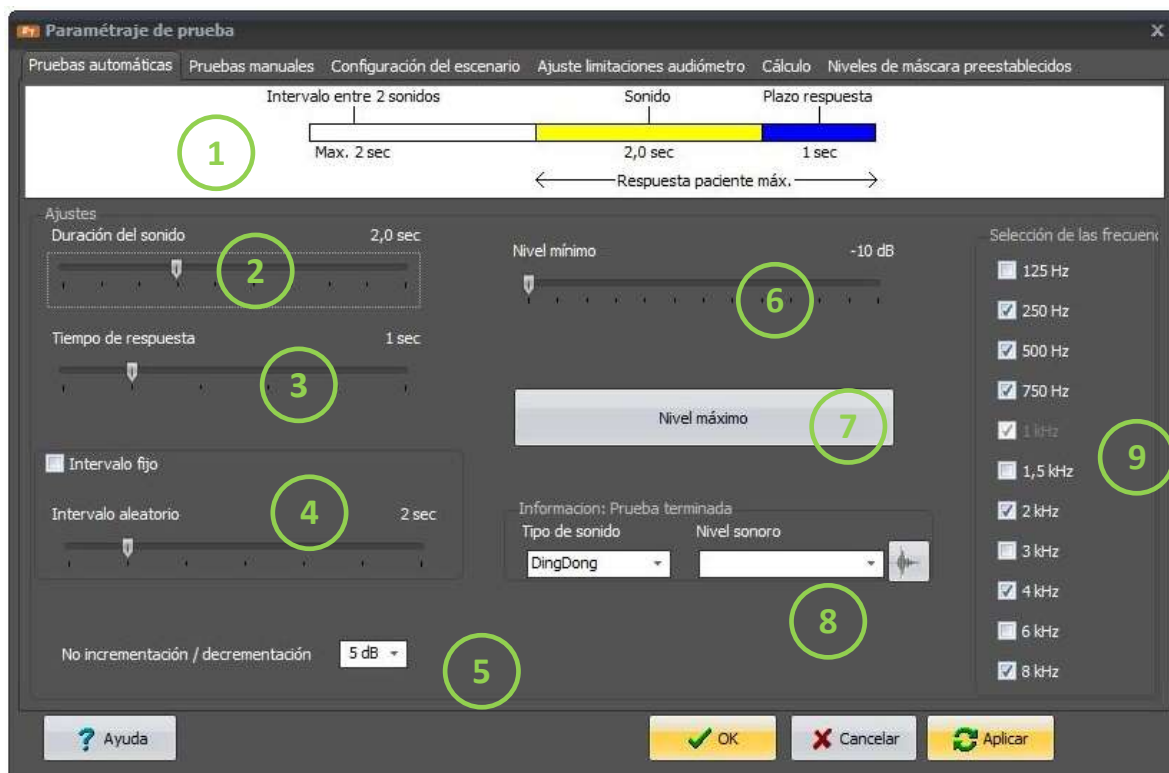 Paramétraje de prueba
Pruebas automáticas Pruebas manuales Configuración del escenario Ajuste limitaciones audiómetro Cálculo Niveles de máscara preestablecidos
Intervalo entre 2 sonidos Sonido Plazo respuesta
1
Max. 2 sec 2,0 sec 1 sec
Respuesta paciente máx.
Ajustes
Duración del sonido 2,0 sec
2
Tiempo de respuesta 1 sec
3
Intervalo fijo
Intervalo aleatorio 2 sec
4
No incrementación / decrementación 5 dB
5
Nivel mínimo -10 dB
6
Nivel máximo
7
Informacion: Prueba terminada
Tipo de sonido Nivel sonoro
DingDong
8
Selección de las frecuenc
125 Hz
250 Hz
500 Hz
750 Hz
1 kHz
1,5 kHz
2 kHz
3 kHz
4 kHz
6 kHz
8 kHz
9
? Ayuda OK X Cancelar Aplicar